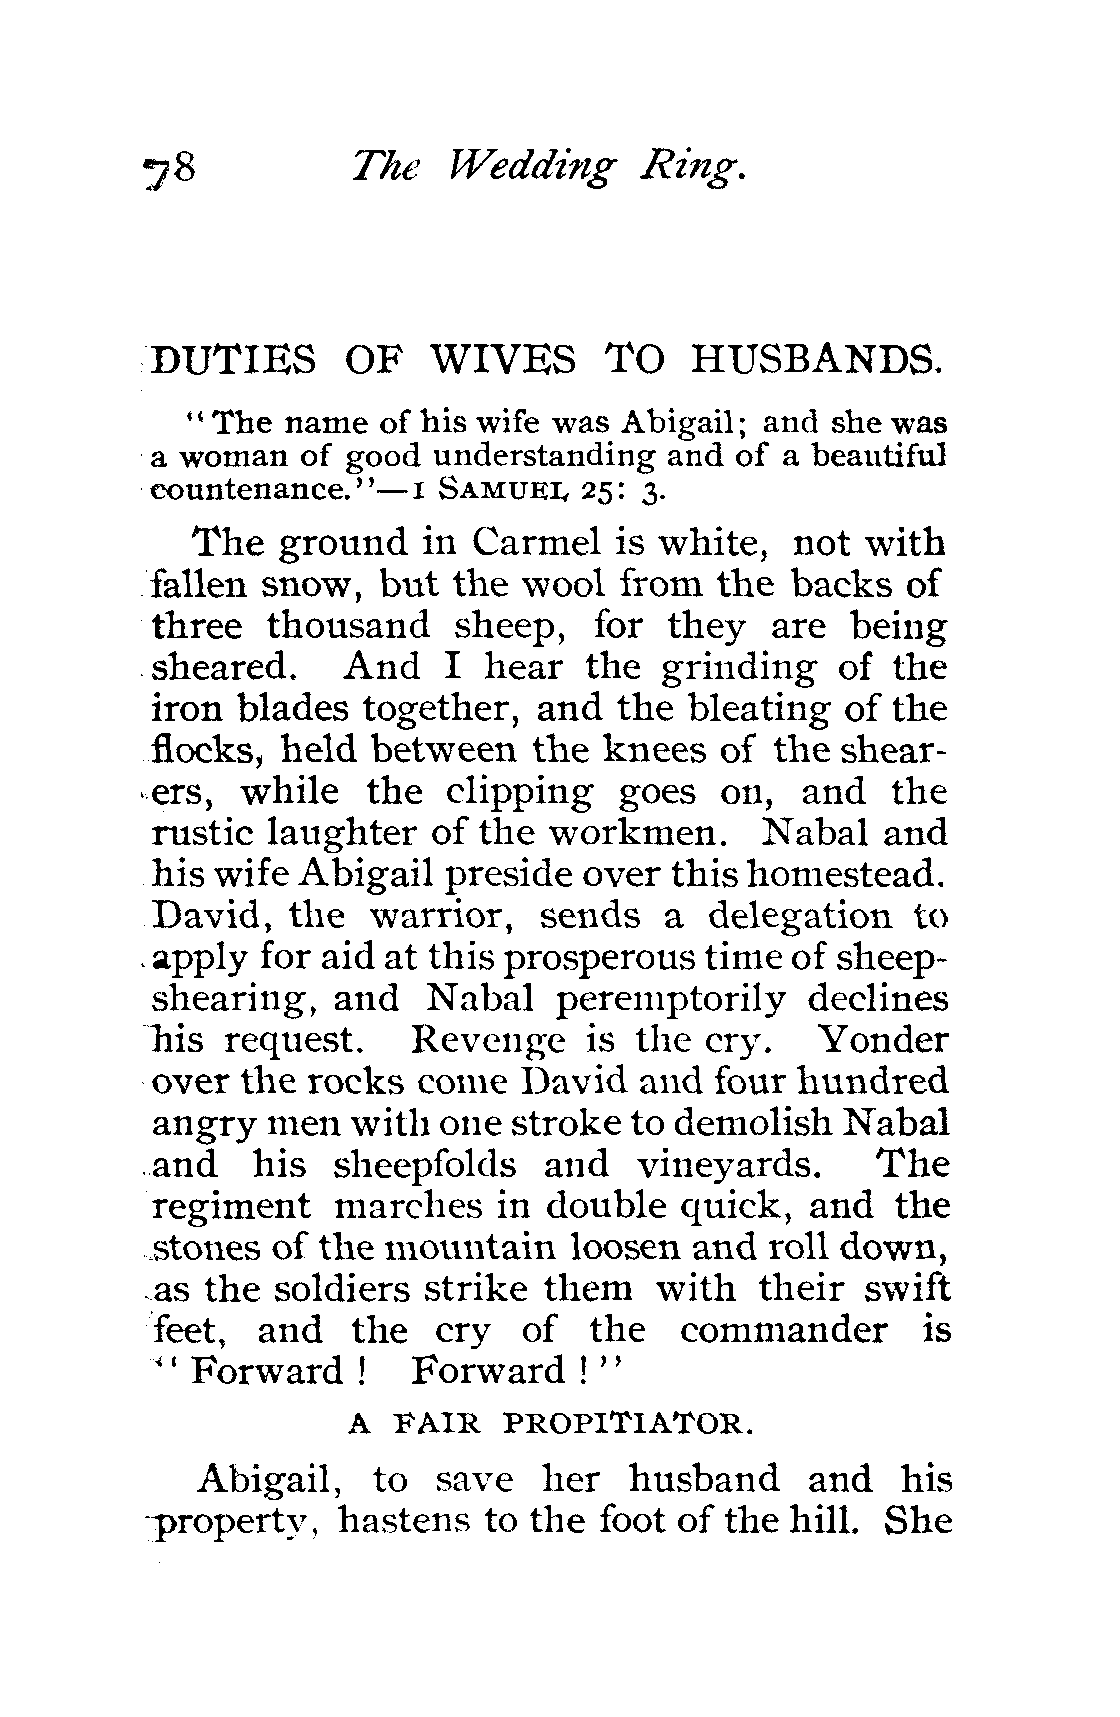 78 The Wedding Ring.
DUTIES OF WIVES TO HUSBANDS.
"The name of his wife was Abigail; and she was
a woman of good understanding and of a beautiful
countenance."—1 SAMUEL 25: 3.
The ground in Carmel is white, not with
fallen snow, but the wool from the backs of
three thousand sheep, for they are being
sheared. And I hear the grinding of the
iron blades together, and the bleating of the
flocks, held between the knees of the shear-
ers, while the clipping goes on, and the
rustic laughter of the workmen. Nabal and
his wife Abigail preside over this homestead.
David, the warrior, sends a delegation to
apply for aid at this prosperous time of sheep-
shearing, and Nabal peremptorily declines
his request. Revenge is the cry. Yonder
over the rocks come David and four hundred
angry men with one stroke to demolish Nabal
and his sheepfolds and vineyards. The
regiment marches in double quick, and the
stones of the mountain loosen and roll down,
as the soldiers strike them with their swift
feet, and the cry of the commander is
"Forward! Forward!"
A FAIR PROPITIATOR.
Abigail, to save her husband and his
property, hastens to the foot of the hill. She